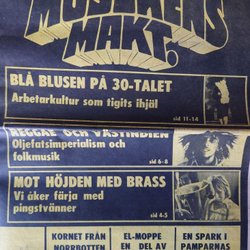 MUSIKENS
MAKT.
BLÅ BLUSEN PÅ 30-TALET
Arbetarkultur som tigits ihjäl
sid 11-14
REGGAE OCH VÄSTINDIEN
Oljefatsimperialism och
folkmusik
sid 6-8
MOT HÖJDEN MED BRASS
Vi åker färja med
pingstvänner
sid 4-5
KORNET FRÅN
NORRBOTTEN
EL-MOPPE
EN DEL AV
EN SPARK I
PAMPARNAS